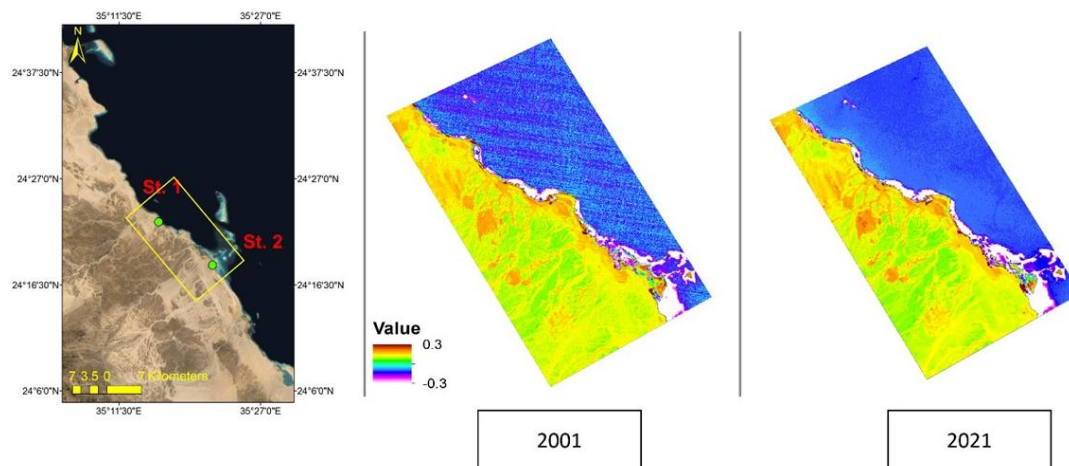 35°11'30"E 35°27'0"E
N
24°37'30"N 24°37'30"N
24°27'0"N 24°27'0"N
St. 1
St. 2
24°16'30"N 24°16'30"N
7 3.5 0 7 Kilometers
24°6'0"N 24°6'0"N
35°11'30"E 35°27'0"E
Value
0.3
-0.3
2001
2021